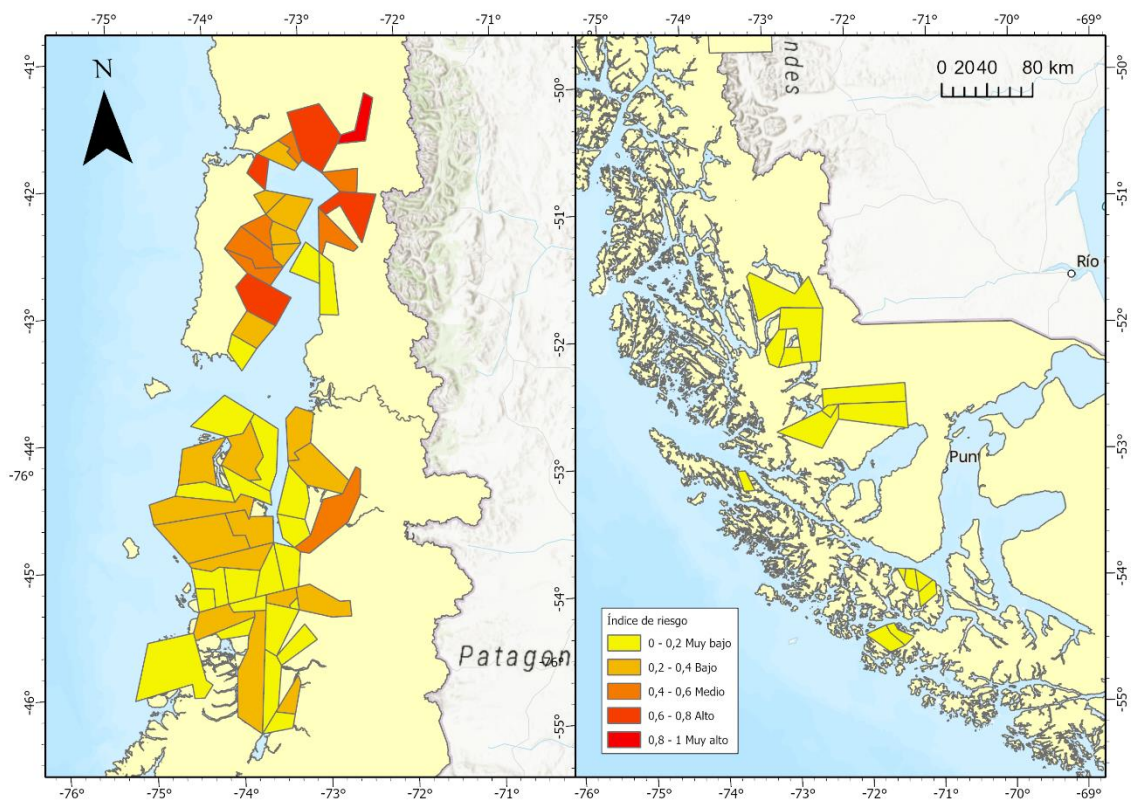 -75° -74° -73° -72° -71° -76° -75° -74° -73° -72° -71° -70° -69°
-41°
N
ndes
0 20 40 80 km
-50°
-50°
-42°
-51°
-51°
Río
-43°
-52°
-52°
-44°
Punt
-76°
-53°
-53°
-45°
-54°
-54°
Índice de riesgo
0 - 0,2 Muy bajo
0,2 - 0,4 Bajo
0,4 - 0,6 Medio
0,6 - 0,8 Alto
0,8 - 1 Muy alto
Patagon
-76°
-46°
-55°
-55°
-76° -75° -74° -73° -72° -71° -75° -74° -73° -72° -71° -70° -69°